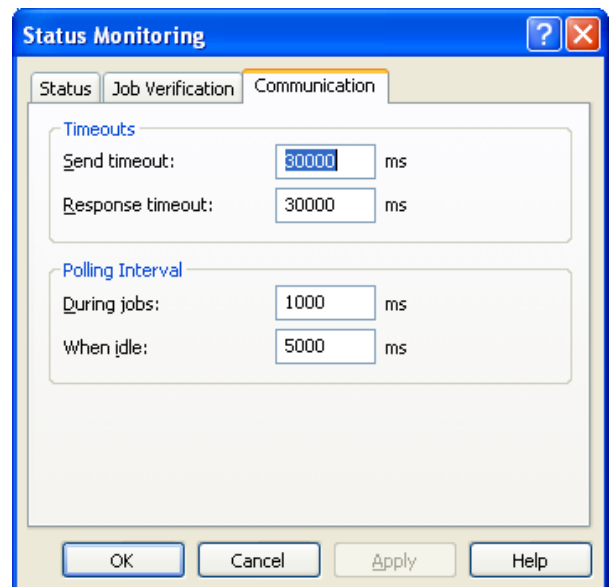 Status Monitoring
Status Job Verification Communication
Timeouts
Send timeout: 30000 ms
Response timeout: 30000 ms
Polling Interval
During jobs: 1000 ms
When idle: 5000 ms
OK Cancel Apply Help